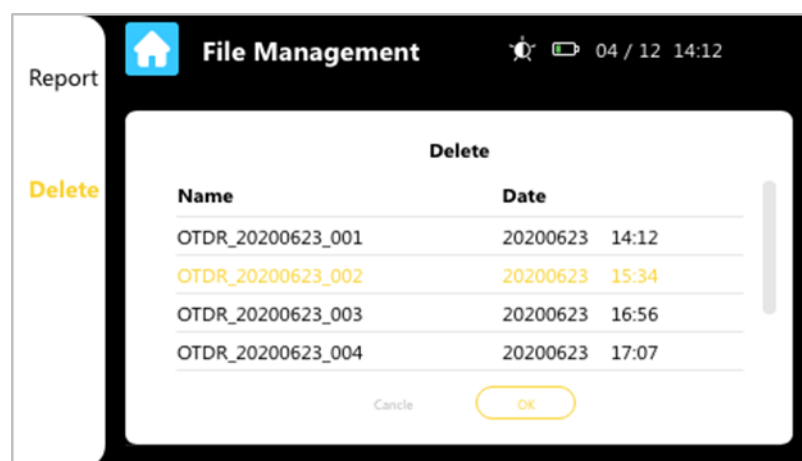 Report
File Management 04 / 12 14:12
Delete
Delete
Name Date
OTDR_20200623_001 20200623 14:12
OTDR_20200623_002 20200623 15:34
OTDR_20200623_003 20200623 16:56
OTDR_20200623_004 20200623 17:07
Cancle OK